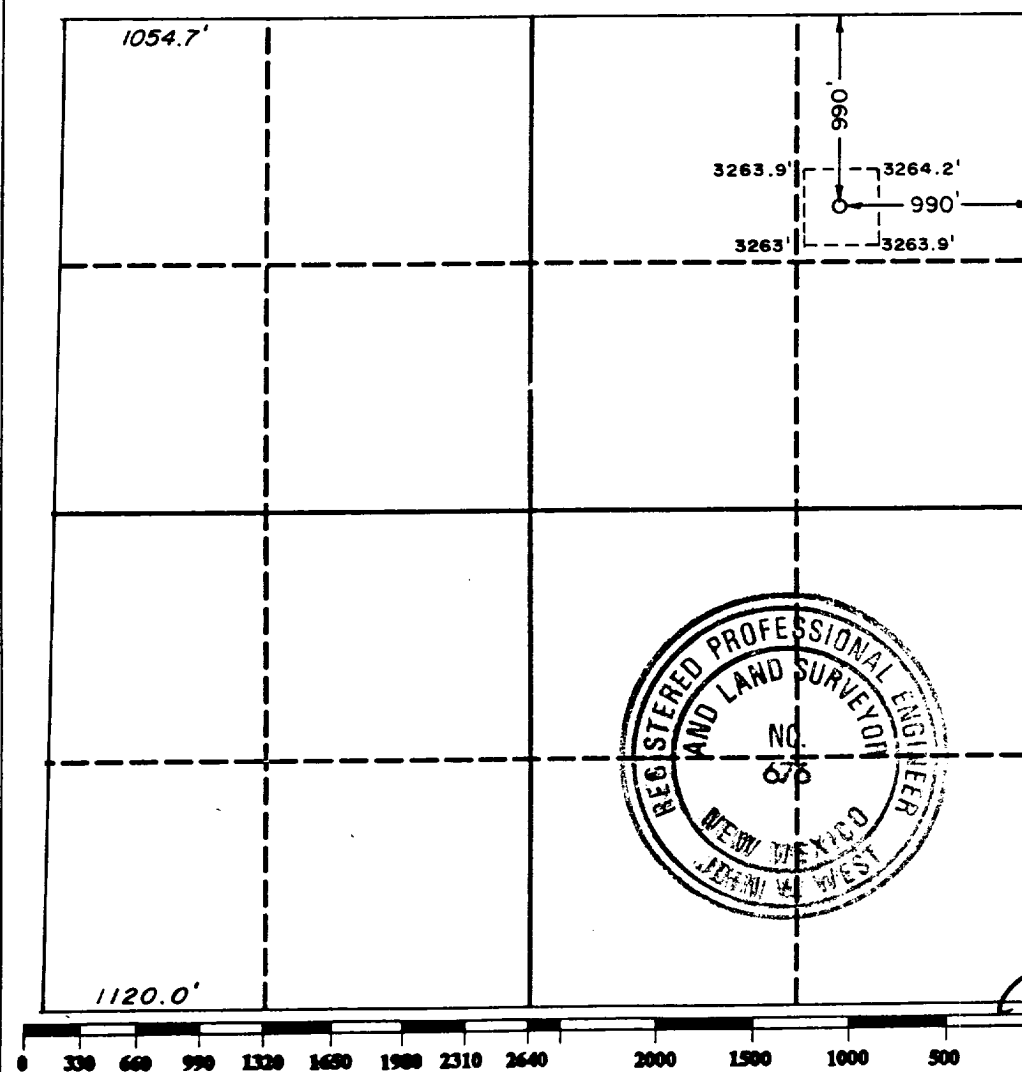 1054.7'
990'
3263.9' 3264.2'
990'
3263' 3263.9'
REGISTERED PROFESSIONAL ENGINEER
AND LAND SURVEYOR
NO.
676
NEW MEXICO
JOHN W. WEST
1120.0'
0 330 660 990 1320 1650 1980 2310 2640 2000 1500 1000 500